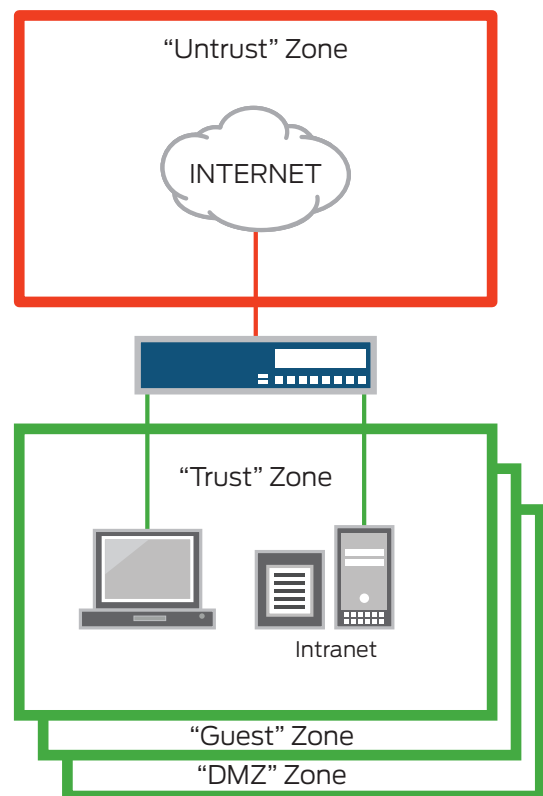 “Untrust” Zone
INTERNET
“Trust” Zone
Intranet
“Guest” Zone
“DMZ” Zone